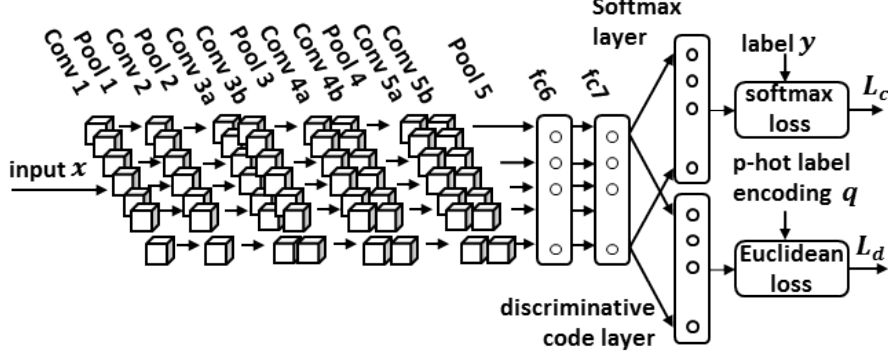 Conv 1
Pool 1
Conv 2
Pool 2
Conv 3a
Conv 3b
Pool 3
Conv 4a
Conv 4b
Pool 4
Conv 5a
Conv 5b
Pool 5
fc6
fc7
Softmax
layer
label y
softmax
loss
L_c
input x
p-hot label
encoding q
Euclidean
loss
L_d
discriminative
code layer